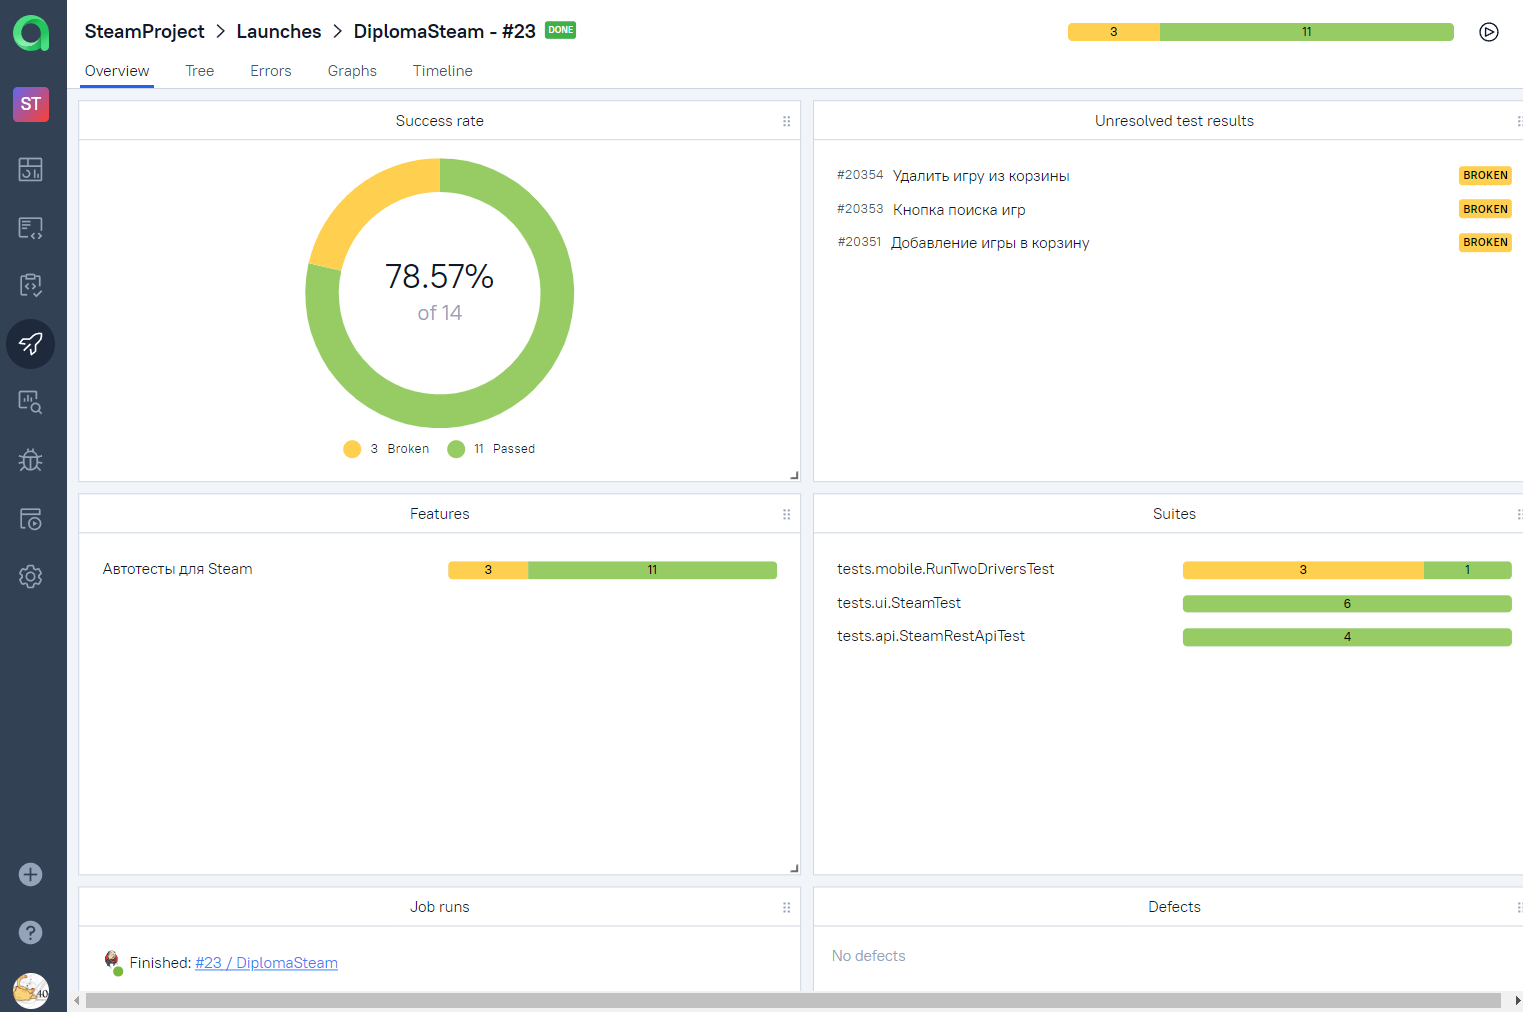 SteamProject > Launches > DiplomaSteam - #23 DONE
3 11
ST
Overview Tree Errors Graphs Timeline
Success rate
78.57%
of 14
3 Broken 11 Passed
Unresolved test results
#20354 Удалить игру из корзины BROKEN
#20353 Кнопка поиска игр BROKEN
#20351 Добавление игры в корзину BROKEN
Features
Автотесты для Steam 3 11
Suites
tests.mobile.RunTwoDriversTest 3 1
tests.ui.SteamTest 6
tests.api.SteamRestApiTest 4
Job runs
Finished: #23 / DiplomaSteam
Defects
No defects
40